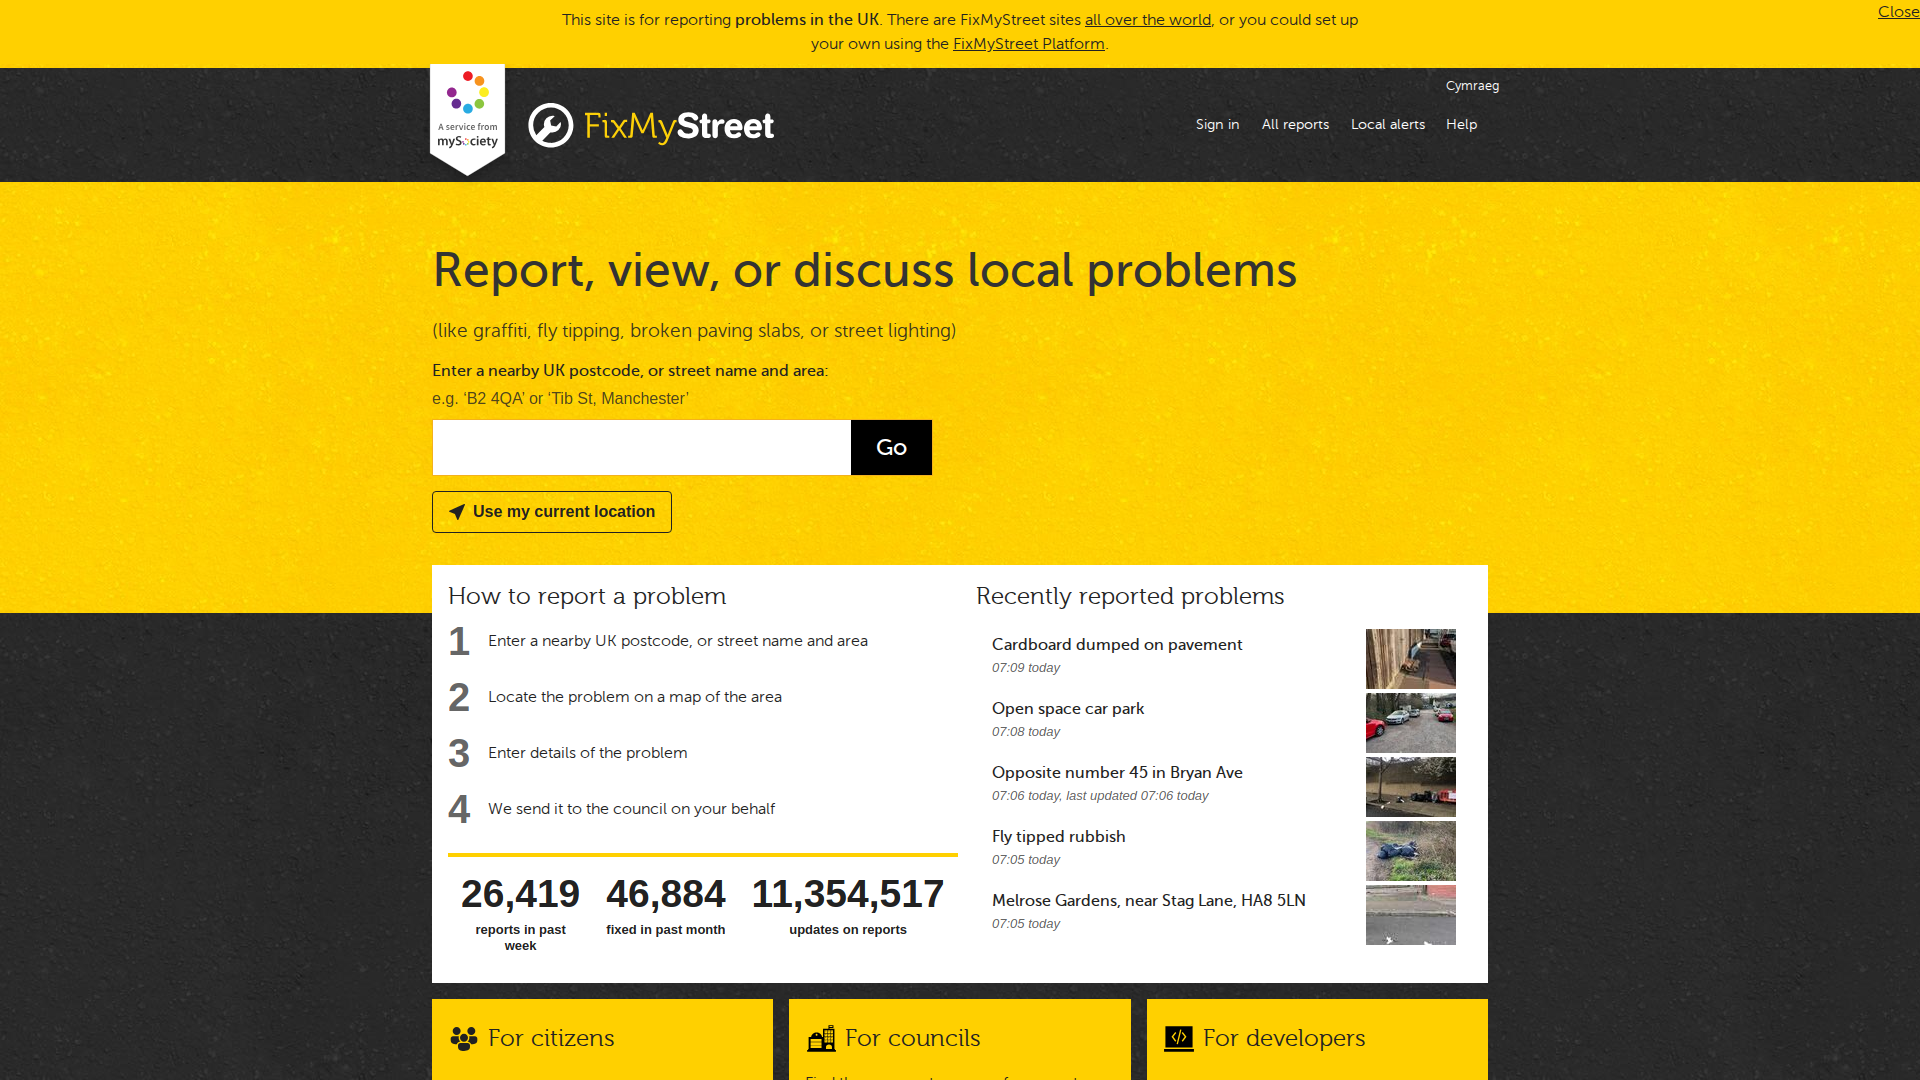 This site is for reporting problems in the UK. There are FixMyStreet sites all over the world, or you could set up
your own using the FixMyStreet Platform.
Close
A service from
mySociety
FixMyStreet
Cymraeg
Sign in
All reports
Local alerts
Help
Report, view, or discuss local problems
(like graffiti, fly tipping, broken paving slabs, or street lighting)
Enter a nearby UK postcode, or street name and area:
e.g. ‘B2 4QA’ or ‘Tib St, Manchester’
Go
Use my current location
How to report a problem
1 Enter a nearby UK postcode, or street name and area
2 Locate the problem on a map of the area
3 Enter details of the problem
4 We send it to the council on your behalf
26,419
reports in past
week
46,884
fixed in past month
11,354,517
updates on reports
Recently reported problems
Cardboard dumped on pavement
07:09 today
Open space car park
07:08 today
Opposite number 45 in Bryan Ave
07:06 today, last updated 07:06 today
Fly tipped rubbish
07:05 today
Melrose Gardens, near Stag Lane, HA8 5LN
07:05 today
For citizens
For councils
For developers